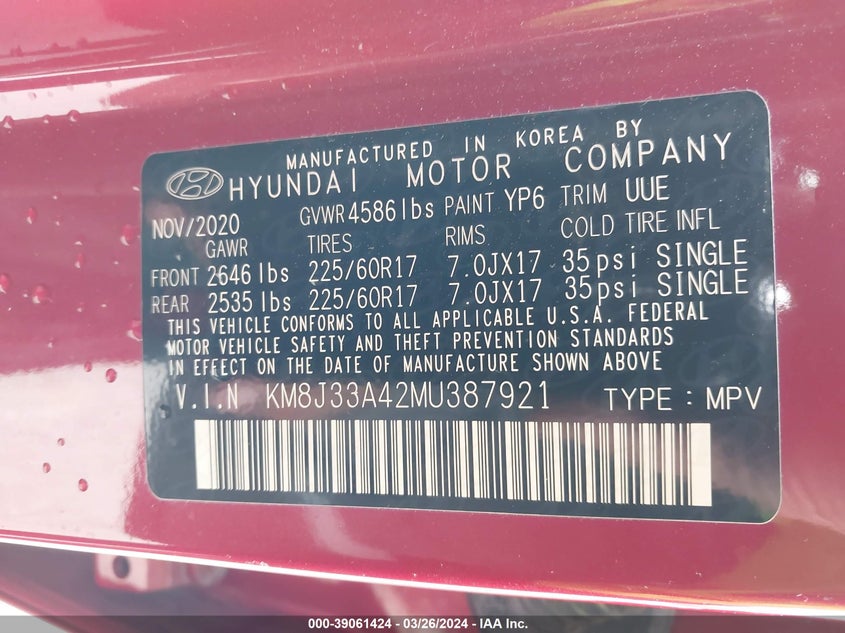 MANUFACTURED IN KOREA BY
HYUNDAI MOTOR COMPANY
NOV/2020 GVWR 4586 lbs PAINT YP6 TRIM UUE
GAWR TIRES RIMS COLD TIRE INFL
FRONT 2646 lbs 225/60R17 7.0JX17 35psi SINGLE
REAR 2535 lbs 225/60R17 7.0JX17 35psi SINGLE
THIS VEHICLE CONFORMS TO ALL APPLICABLE U.S.A. FEDERAL
MOTOR VEHICLE SAFETY AND THEFT PREVENTION STANDARDS
IN EFFECT ON THE DATE OF MANUFACTURE SHOWN ABOVE
V.I.N KM8J33A42MU387921 TYPE : MPV
000-39061424 - 03/26/2024 - IAA Inc.